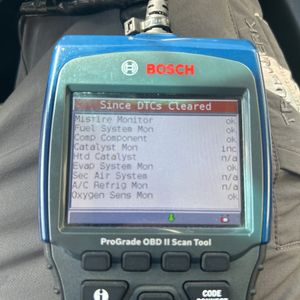 BOSCH
Since DTCs Cleared
Misfire Monitor ok
Fuel System Mon ok
Comp Component ok
Catalyst Mon inc
Htd Catalyst n/a
Evap System Mon ok
Sec Air System n/a
A/C Refrig Mon n/a
Oxygen Sens Mon ok
ProGrade OBD II Scan Tool
CODE